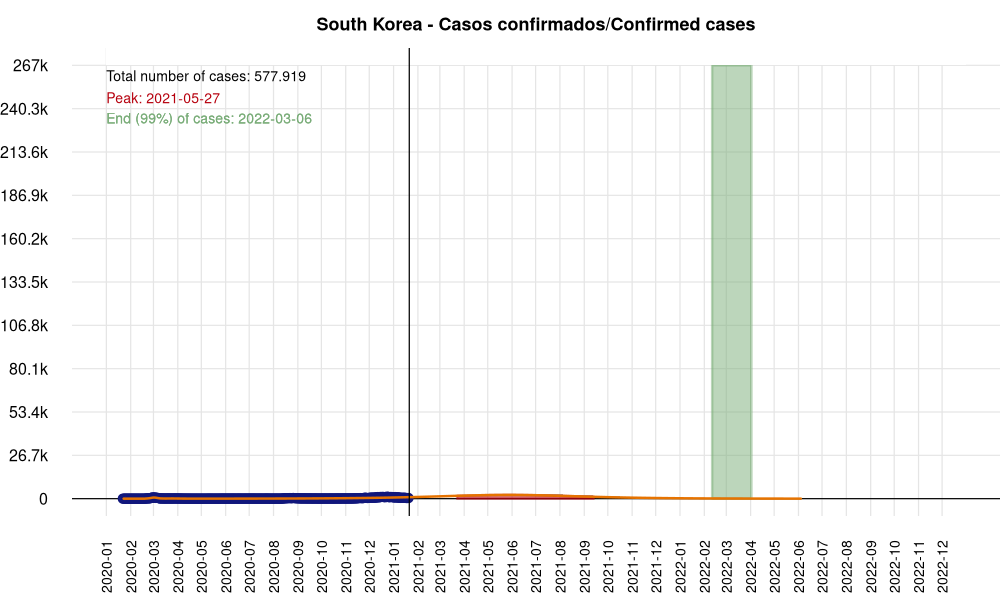 South Korea - Casos confirmados/Confirmed cases
Total number of cases: 577.919
Peak: 2021-05-27
End (99%) of cases: 2022-03-06
267k
240.3k
213.6k
186.9k
160.2k
133.5k
106.8k
80.1k
53.4k
26.7k
0
2020-01
2020-02
2020-03
2020-04
2020-05
2020-06
2020-07
2020-08
2020-09
2020-10
2020-11
2020-12
2021-01
2021-02
2021-03
2021-04
2021-05
2021-06
2021-07
2021-08
2021-09
2021-10
2021-11
2021-12
2022-01
2022-02
2022-03
2022-04
2022-05
2022-06
2022-07
2022-08
2022-09
2022-10
2022-11
2022-12